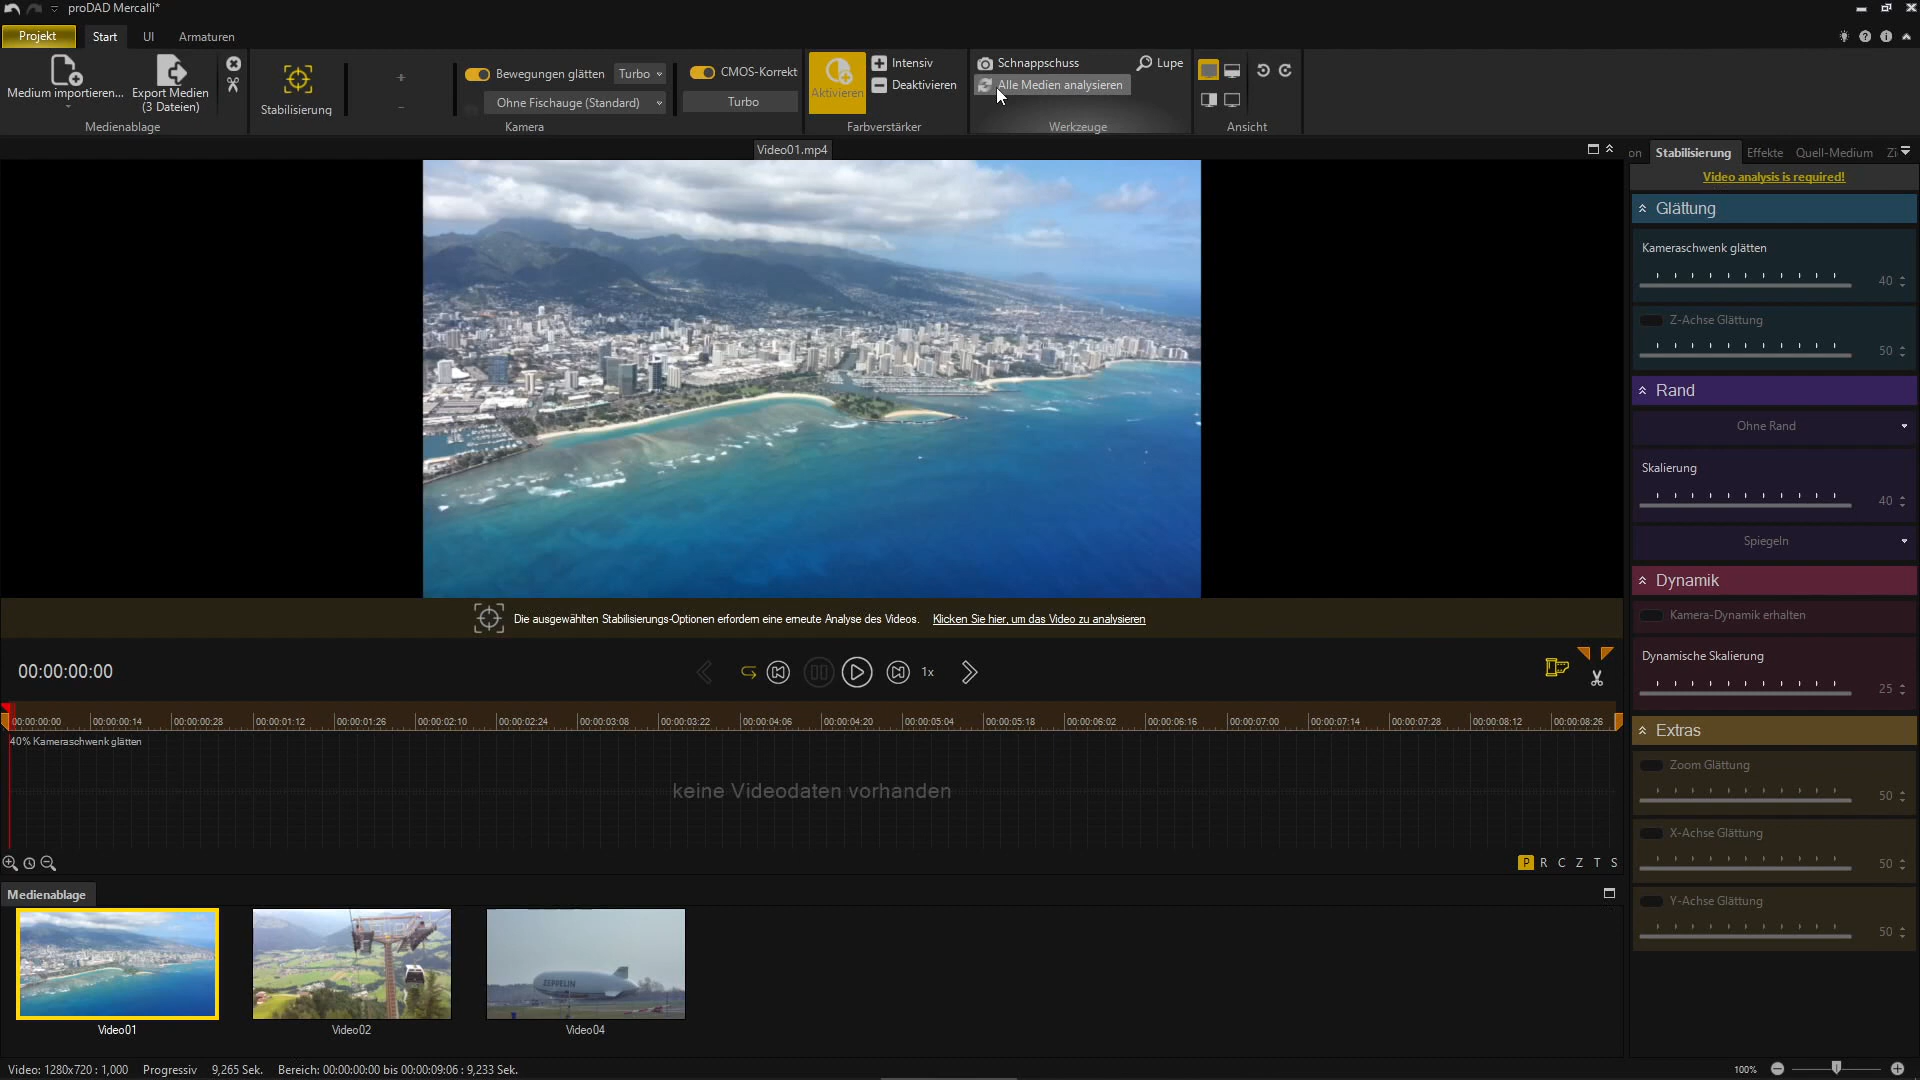 proDAD Mercalli*
Projekt
Start
UI
Armaturen
Medium importieren...
Export Medien
(3 Dateien)
Medienablage
Stabilisierung
Bewegungen glätten
Turbo
Ohne Fischauge (Standard)
Kamera
CMOS-Korrekt
Turbo
Aktivieren
Intensiv
Deaktivieren
Farbverstärker
Schnappschuss
Lupe
Alle Medien analysieren
Werkzeuge
Ansicht
Video01.mp4
on
Stabilisierung
Effekte
Quell-Medium
Zi
Video analysis is required!
Glättung
Kameraschwenk glätten
40
Z-Achse Glättung
50
Rand
Ohne Rand
Skalierung
40
Spiegeln
Dynamik
Kamera-Dynamik erhalten
Dynamische Skalierung
25
Extras
Zoom Glättung
50
X-Achse Glättung
50
Y-Achse Glättung
50
ZEPPELIN
Die ausgewählten Stabilisierungs-Optionen erfordern eine erneute Analyse des Videos. Klicken Sie hier, um das Video zu analysieren
00:00:00:00
1x
00:00:00:00 00:00:00:14 00:00:00:28 00:00:01:12 00:00:01:26 00:00:02:10 00:00:02:24 00:00:03:08 00:00:03:22 00:00:04:06 00:00:04:20 00:00:05:04 00:00:05:18 00:00:06:02 00:00:06:16 00:00:07:00 00:00:07:14 00:00:07:28 00:00:08:12 00:00:08:26
40% Kameraschwenk glätten
keine Videodaten vorhanden
P R C Z T S
Medienablage
Video01
Video02
Video04
Video: 1280x720 : 1,000 Progressiv 9,265 Sek. Bereich: 00:00:00:00 bis 00:00:09:06 : 9,233 Sek.
100%